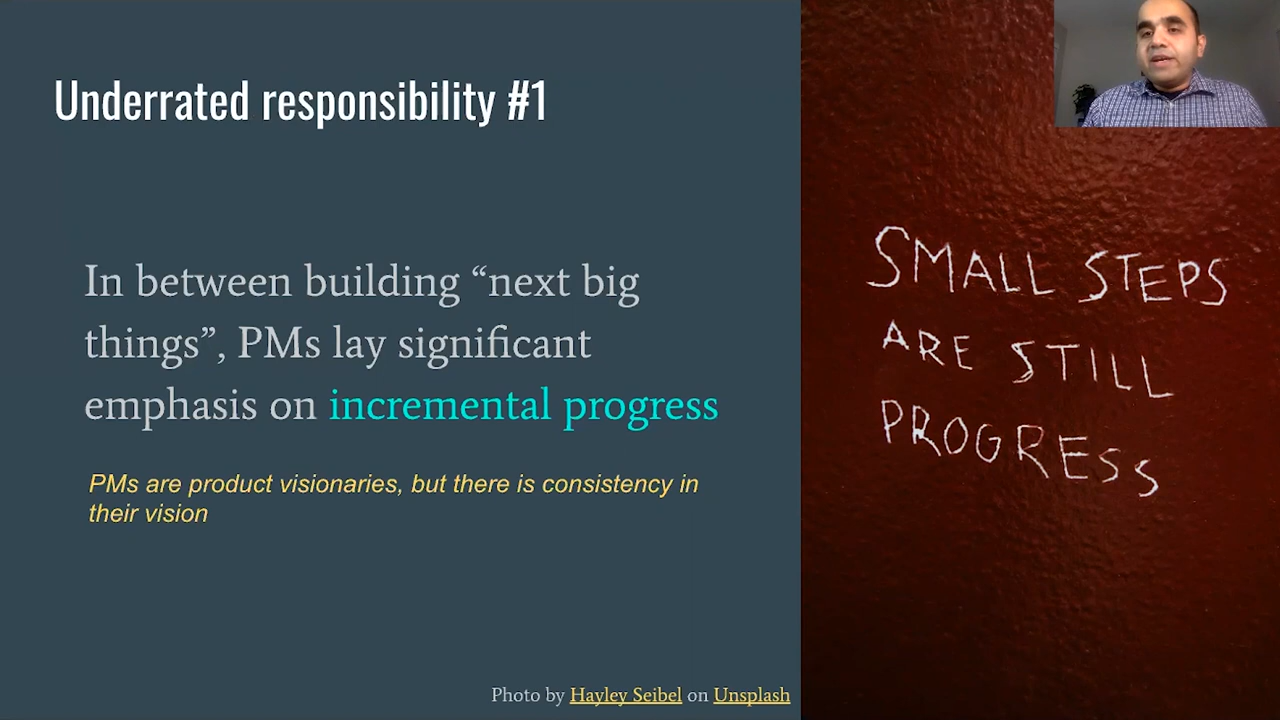 Underrated responsibility #1
In between building “next big
things”, PMs lay significant
emphasis on incremental progress
PMs are product visionaries, but there is consistency in
their vision
Photo by Hayley Seibel on Unsplash
SMALL STEPS
ARE STILL
PROGRESS